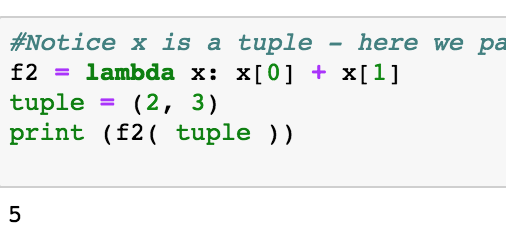 #Notice x is a tuple - here we pa
f2 = lambda x: x[0] + x[1]
tuple = (2, 3)
print (f2( tuple ))
5